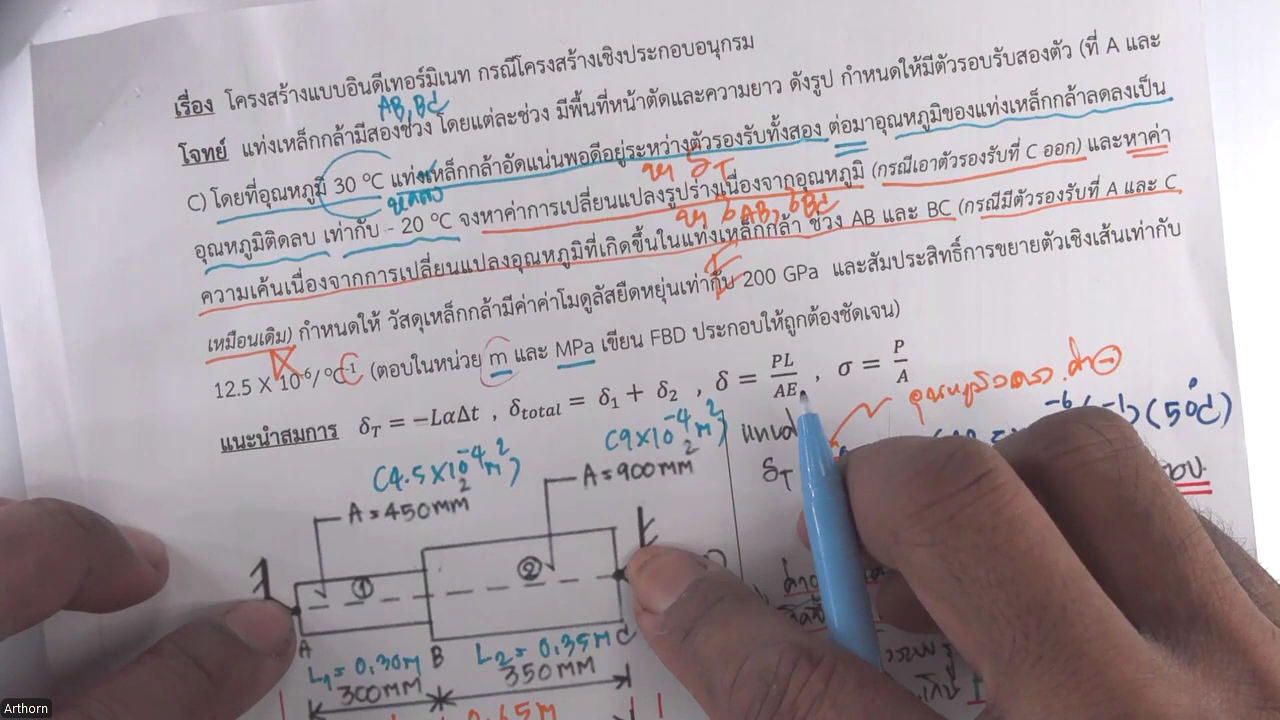 เรื่อง โครงสร้างแบบอินดีเทอร์มิเนท กรณีโครงสร้างเชิงประกอบอนุกรม
AB, BC
โจทย์ แท่งเหล็กกล้ามีสองช่วง โดยแต่ละช่วง มีพื้นที่หน้าตัดและความยาว ดังรูป กำหนดให้มีตัวรอบรับสองตัว (ที่ A และ
C) โดยที่อุณหภูมิ 30 °C แท่งเหล็กกล้าอัดแน่นพอดีอยู่ระหว่างตัวรองรับทั้งสอง ต่อมาอุณหภูมิของแท่งเหล็กกล้าลดลงเป็น
หา δT
อุณหภูมิติดลบ เท่ากับ - 20 °C จงหาค่าการเปลี่ยนแปลงรูปร่างเนื่องจากอุณหภูมิ (กรณีเอาตัวรองรับที่ C ออก) และหาค่า
หา σAB, σBC
ความเค้นเนื่องจากการเปลี่ยนแปลงอุณหภูมิที่เกิดขึ้นในแท่งเหล็กกล้า ช่วง AB และ BC (กรณีมีตัวรองรับที่ A และ C
E
เหมือนเดิม) กำหนดให้ วัสดุเหล็กกล้ามีค่าค่าโมดูลัสยืดหยุ่นเท่ากับ 200 GPa และสัมประสิทธิ์การขยายตัวเชิงเส้นเท่ากับ
12.5 X 10⁻⁶/°C⁻¹ (ตอบในหน่วย m และ MPa เขียน FBD ประกอบให้ถูกต้องชัดเจน)
แนะนำสมการ δT = −LαΔt , δtotal = δ1 + δ2 , δ = PL/AE , σ = P/A
แทนค่า
δT
(50°C)
(4.5×10⁻⁴m²)
(9×10⁻⁴m²)
A=450MM²
A=900MM²
①
②
A
B
C
L1=0.30M
L2=0.35M
300MM
350MM
0.65M
Arthorn